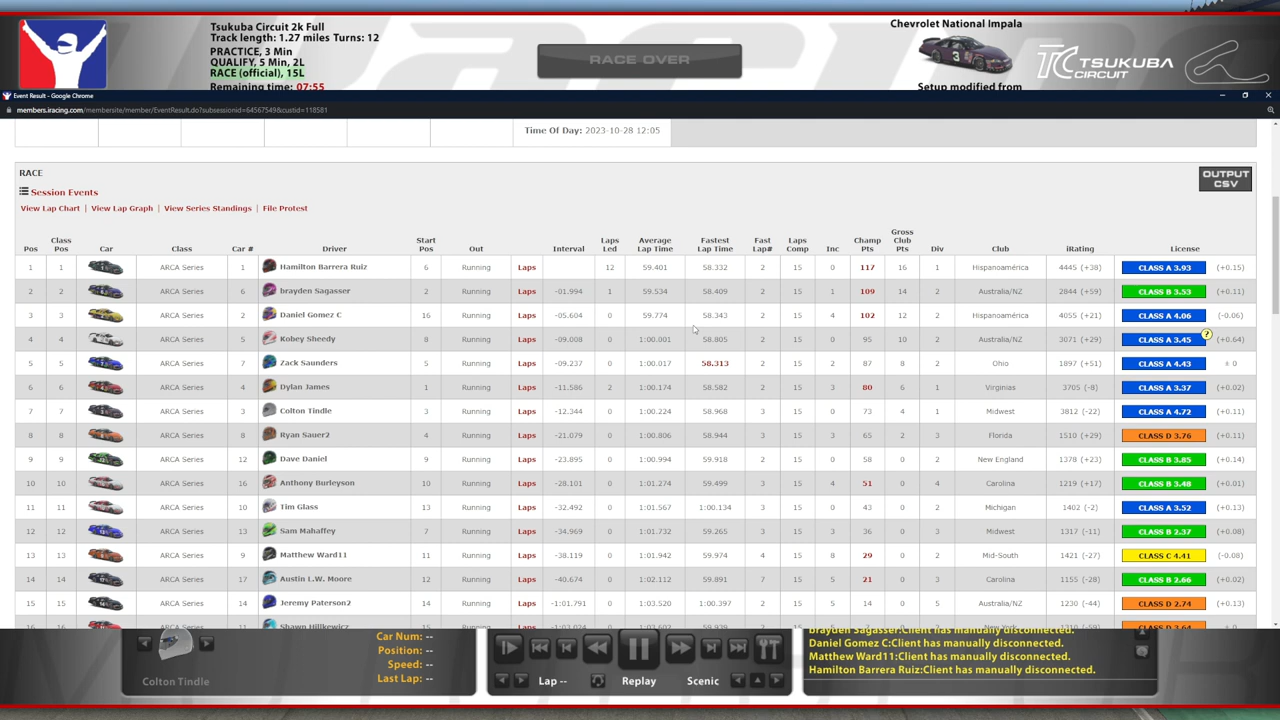 Tsukuba Circuit 2k Full
Track length: 1.27 miles Turns: 12
PRACTICE, 3 Min
QUALIFY, 5 Min, 2L
RACE (official), 15L
Remaining time: 07:55
RACE OVER
Chevrolet National Impala
3
TSUKUBA
CIRCUIT
Setup modified from
Event Result - Google Chrome
members.iracing.com/membersite/member/EventResult.do?subsessionid=64567549&custid=118581
Time Of Day: 2023-10-28 12:05
RACE
Session Events
OUTPUT CSV
View Lap Chart | View Lap Graph | View Series Standings | File Protest
Pos Class Pos Car Class Car # Driver Start Pos Out Interval Laps Led Average Lap Time Fastest Lap Time Fast Lap# Laps Comp Inc Champ Pts Gross Club Pts Div Club iRating License
1 1 ARCA Series 1 Hamilton Barrera Ruiz 6 Running Laps 12 59.401 58.332 2 15 0 117 16 1 Hispanoamérica 4445 (+38) CLASS A 3.93 (+0.15)
2 2 ARCA Series 6 brayden Sagasser 2 Running Laps -01.994 1 59.534 58.409 2 15 1 109 14 2 Australia/NZ 2844 (+59) CLASS B 3.53 (+0.11)
3 3 ARCA Series 2 Daniel Gomez C 16 Running Laps -05.604 0 59.774 58.343 2 15 4 102 12 2 Hispanoamérica 4055 (+21) CLASS A 4.06 (-0.06)
4 4 ARCA Series 5 Kobey Sheedy 8 Running Laps -09.008 0 1:00.001 58.805 2 15 0 95 10 2 Australia/NZ 3071 (+29) CLASS A 3.45 ? (+0.64)
5 5 ARCA Series 7 Zack Saunders 5 Running Laps -09.237 0 1:00.017 58.313 2 15 2 87 8 2 Ohio 1897 (+51) CLASS A 4.43 ± 0
6 6 ARCA Series 4 Dylan James 1 Running Laps -11.586 2 1:00.174 58.582 2 15 3 80 6 1 Virginias 3705 (-8) CLASS A 3.37 (+0.02)
7 7 ARCA Series 3 Colton Tindle 3 Running Laps -12.344 0 1:00.224 58.968 2 15 0 73 4 1 Midwest 3812 (-22) CLASS A 4.72 (+0.11)
8 8 ARCA Series 8 Ryan Sauer2 4 Running Laps -21.079 0 1:00.806 58.944 3 15 3 65 2 3 Florida 1510 (+29) CLASS D 3.76 (+0.11)
9 9 ARCA Series 12 Dave Daniel 9 Running Laps -23.895 0 1:00.994 59.918 2 15 0 58 0 2 New England 1378 (+23) CLASS B 3.85 (+0.14)
10 10 ARCA Series 16 Anthony Burleyson 10 Running Laps -28.101 0 1:01.274 59.499 3 15 4 51 0 4 Carolina 1219 (+17) CLASS B 3.48 (+0.01)
11 11 ARCA Series 10 Tim Glass 13 Running Laps -32.492 0 1:01.567 1:00.134 3 15 0 43 0 2 Michigan 1402 (-2) CLASS A 3.52 (+0.13)
12 12 ARCA Series 13 Sam Mahaffey 7 Running Laps -34.969 0 1:01.732 59.265 3 15 3 36 0 3 Midwest 1317 (-11) CLASS B 2.37 (+0.08)
13 13 ARCA Series 9 Matthew Ward11 11 Running Laps -38.119 0 1:01.942 59.974 4 15 8 29 0 2 Mid-South 1421 (-27) CLASS C 4.41 (-0.08)
14 14 ARCA Series 17 Austin L.W. Moore 12 Running Laps -40.674 0 1:02.112 59.891 7 15 5 21 0 3 Carolina 1155 (-28) CLASS B 2.66 (+0.02)
15 15 ARCA Series 14 Jeremy Paterson2 14 Running Laps -1:01.791 0 1:03.520 1:00.397 2 15 3 14 0 5 Australia/NZ 1230 (-44) CLASS D 2.74 (+0.13)
Colton Tindle
Car Num: --
Position: --
Speed: --
Last Lap: --
Lap --
Replay
Scenic
brayden Sagasser:Client has manually disconnected.
Daniel Gomez C:Client has manually disconnected.
Matthew Ward11:Client has manually disconnected.
Hamilton Barrera Ruiz:Client has manually disconnected.